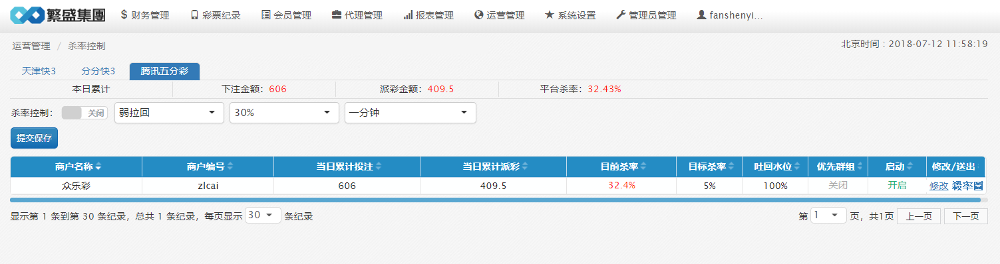 繁盛集團 财务管理 彩票纪录 会员管理 代理管理 报表管理 运营管理 系统设置 管理员管理 fanshenyi...
运营管理 / 杀率控制 北京时间 : 2018-07-12 11:58:19
天津快3 分分快3 腾讯五分彩
本日累计 下注金额：606 派彩金额：409.5 平台杀率：32.43%
杀率控制： 关闭 弱拉回 30% 一分钟
提交保存
商户名称 商户编号 当日累计投注 当日累计派彩 目前杀率 目标杀率 吐回水位 优先群组 启动 修改/送出
众乐彩 zlcai 606 409.5 32.4% 5% 100% 关闭 开启 修改 殺率圖
显示第 1 条到第 30 条纪录，总共 1 条纪录，每页显示 30 条纪录 第 1 页，共1页 上一页 下一页